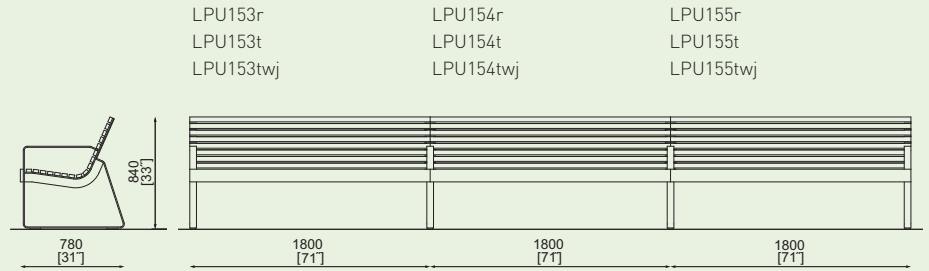 LPU153r LPU154r LPU155r
LPU153t LPU154t LPU155t
LPU153twj LPU154twj LPU155twj
840
[33˝]
780 1800 1800 1800
[31˝] [71˝] [71˝] [71˝]